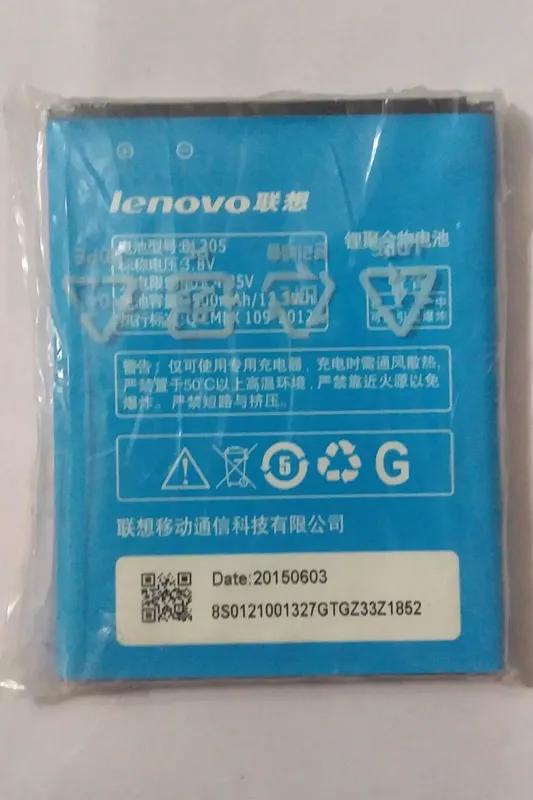 lenovo联想
电池型号:BL205
锂聚合物电池
标称电压:3.8V
警告：仅可使用专用充电器，充电时需通风散热，
严禁置于50℃以上高温环境，严禁靠近火源以免
爆炸。严禁短路与挤压。
5 G
联想移动通信科技有限公司
Date:20150603
8S0121001327GTGZ33Z1852